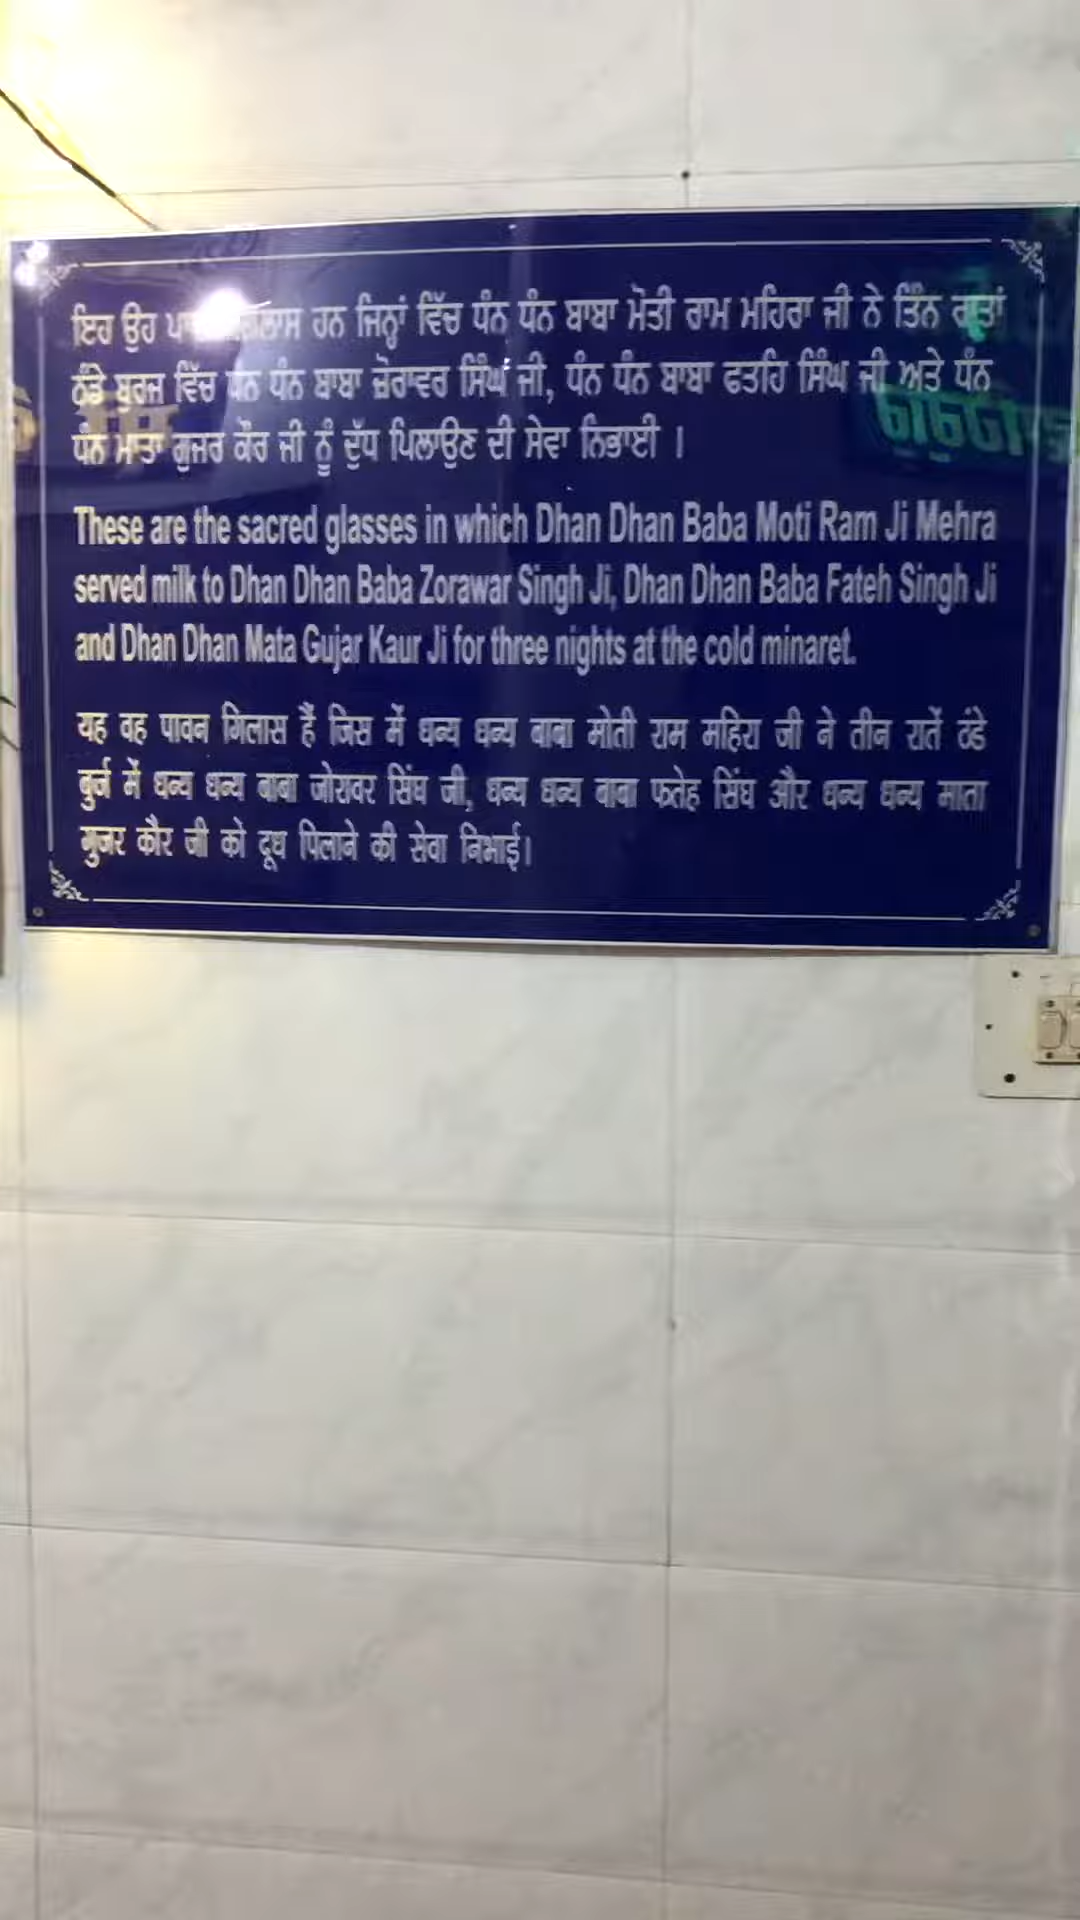 ਇਹ ਉਹ ਹਨ ਜਿਨ੍ਹਾਂ ਵਿੱਚ ਧੰਨ ਧੰਨ ਬਾਬਾ ਮੋਤੀ ਰਾਮ ਮਹਿਰਾ ਜੀ ਨੇ ਤਿੰਨ ਰਾਤਾਂ
ਠੰਡੇ ਬੁਰਜ ਵਿੱਚ ਧੰਨ ਧੰਨ ਬਾਬਾ ਜ਼ੋਰਾਵਰ ਸਿੰਘ ਜੀ, ਧੰਨ ਧੰਨ ਬਾਬਾ ਫਤਹਿ ਸਿੰਘ ਜੀ ਅਤੇ ਧੰਨ
ਧੰਨ ਮਾਤਾ ਗੁਜਰ ਕੌਰ ਜੀ ਨੂੰ ਦੁੱਧ ਪਿਲਾਉਣ ਦੀ ਸੇਵਾ ਨਿਭਾਈ ।
These are the sacred glasses in which Dhan Dhan Baba Moti Ram Ji Mehra
served milk to Dhan Dhan Baba Zorawar Singh Ji, Dhan Dhan Baba Fateh Singh Ji
and Dhan Dhan Mata Gujar Kaur Ji for three nights at the cold minaret.
यह वह पावन गिलास हैं जिस में धन्य धन्य बाबा मोती राम महिरा जी ने तीन रातें ठंडे
बुर्ज में धन्य धन्य बाबा जोरावर सिंघ जी, धन्य धन्य बाबा फतेह सिंघ और धन्य धन्य माता
गुजर कौर जी को दूध पिलाने की सेवा निभाई।